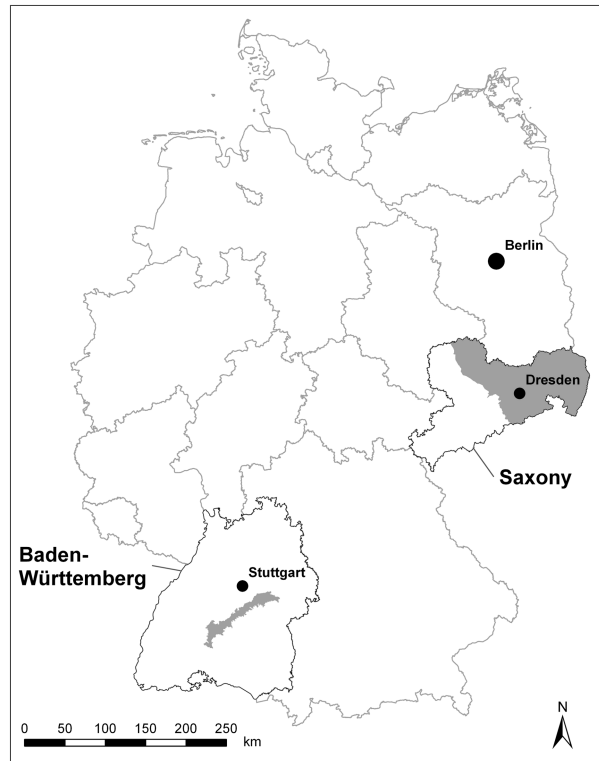 Berlin
Dresden
Saxony
Baden-
Württemberg
Stuttgart
0 50 100 150 200 250
km
N